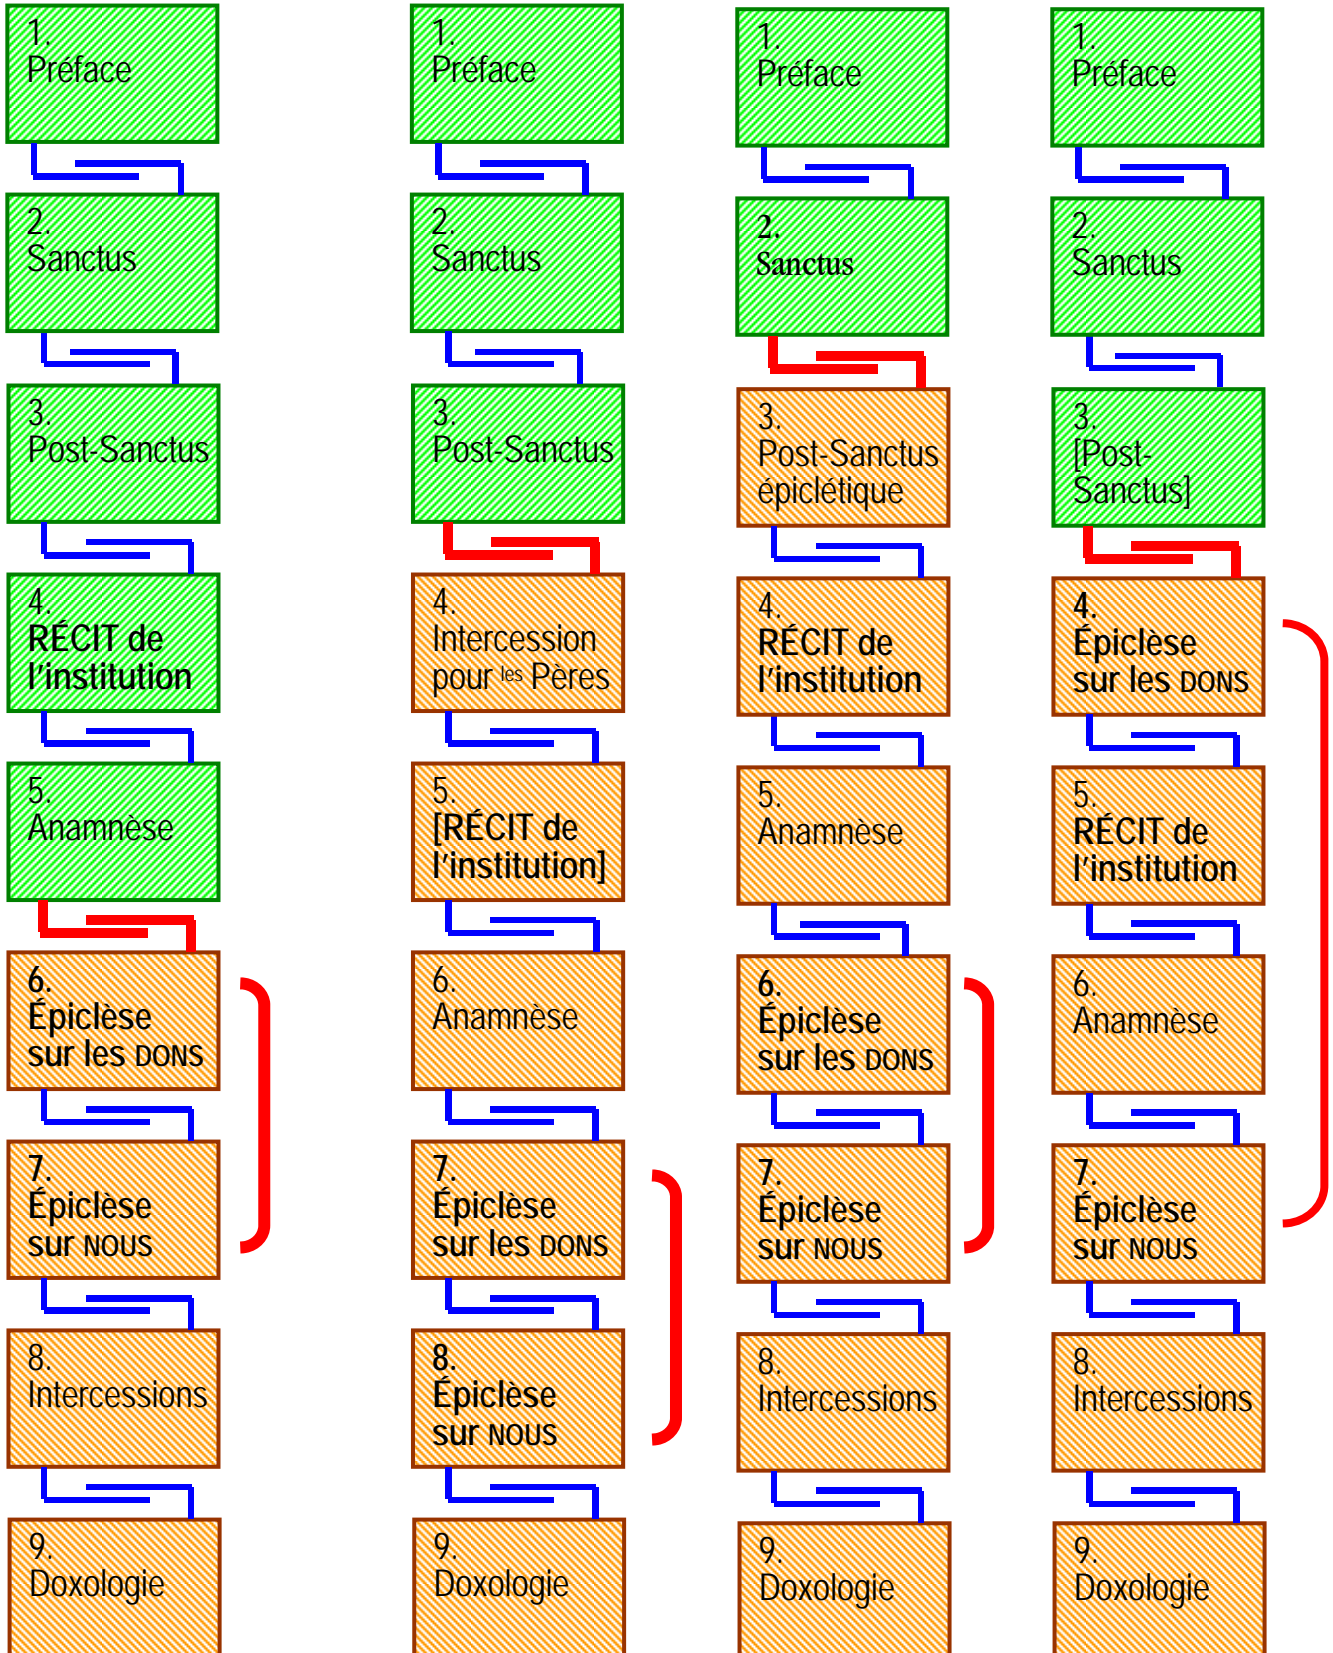 1.
Préface
2.
Sanctus
3.
Post-Sanctus
4.
RÉCIT de
l'institution
5.
Anamnèse
6.
Épiclèse
sur les DONS
7.
Épiclèse
sur NOUS
8.
Intercessions
9.
Doxologie
1.
Préface
2.
Sanctus
3.
Post-Sanctus
4.
Intercession
pour les Pères
5.
[RÉCIT de
l'institution]
6.
Anamnèse
7.
Épiclèse
sur les DONS
8.
Épiclèse
sur NOUS
9.
Doxologie
1.
Préface
2.
Sanctus
3.
Post-Sanctus
épiclétique
4.
RÉCIT de
l'institution
5.
Anamnèse
6.
Épiclèse
sur les DONS
7.
Épiclèse
sur NOUS
8.
Intercessions
9.
Doxologie
1.
Préface
2.
Sanctus
3.
[Post-
Sanctus]
4.
Épiclèse
sur les DONS
5.
RÉCIT de
l'institution
6.
Anamnèse
7.
Épiclèse
sur NOUS
8.
Intercessions
9.
Doxologie